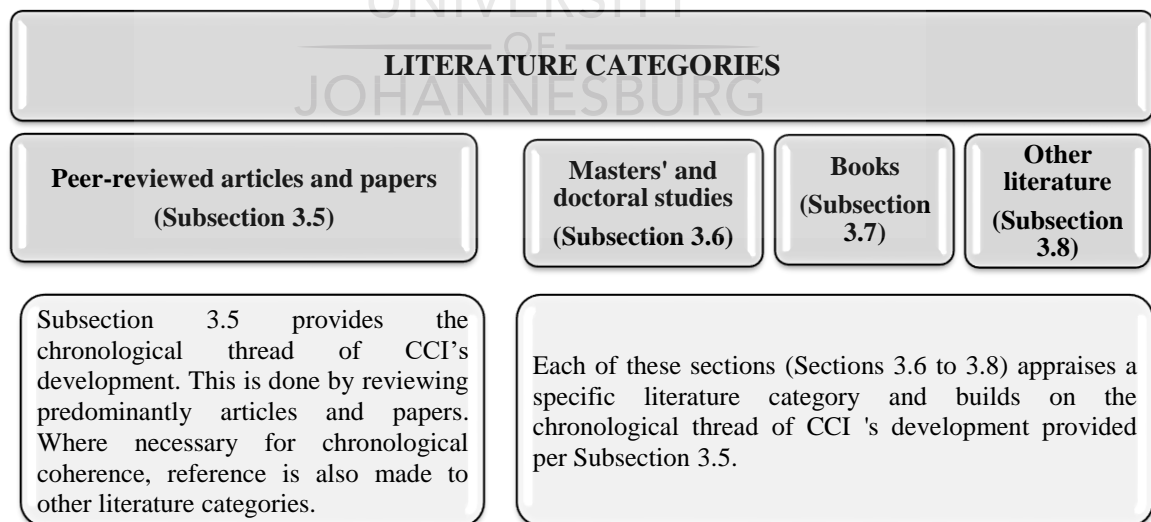 UNIVERSITY
OF
JOHANNESBURG
LITERATURE CATEGORIES
Peer-reviewed articles and papers
(Subsection 3.5)
Masters' and
doctoral studies
(Subsection 3.6)
Books
(Subsection
3.7)
Other
literature
(Subsection
3.8)
Subsection 3.5 provides the
chronological thread of CCI’s
development. This is done by reviewing
predominantly articles and papers.
Where necessary for chronological
coherence, reference is also made to
other literature categories.
Each of these sections (Sections 3.6 to 3.8) appraises a
specific literature category and builds on the
chronological thread of CCI 's development provided
per Subsection 3.5.